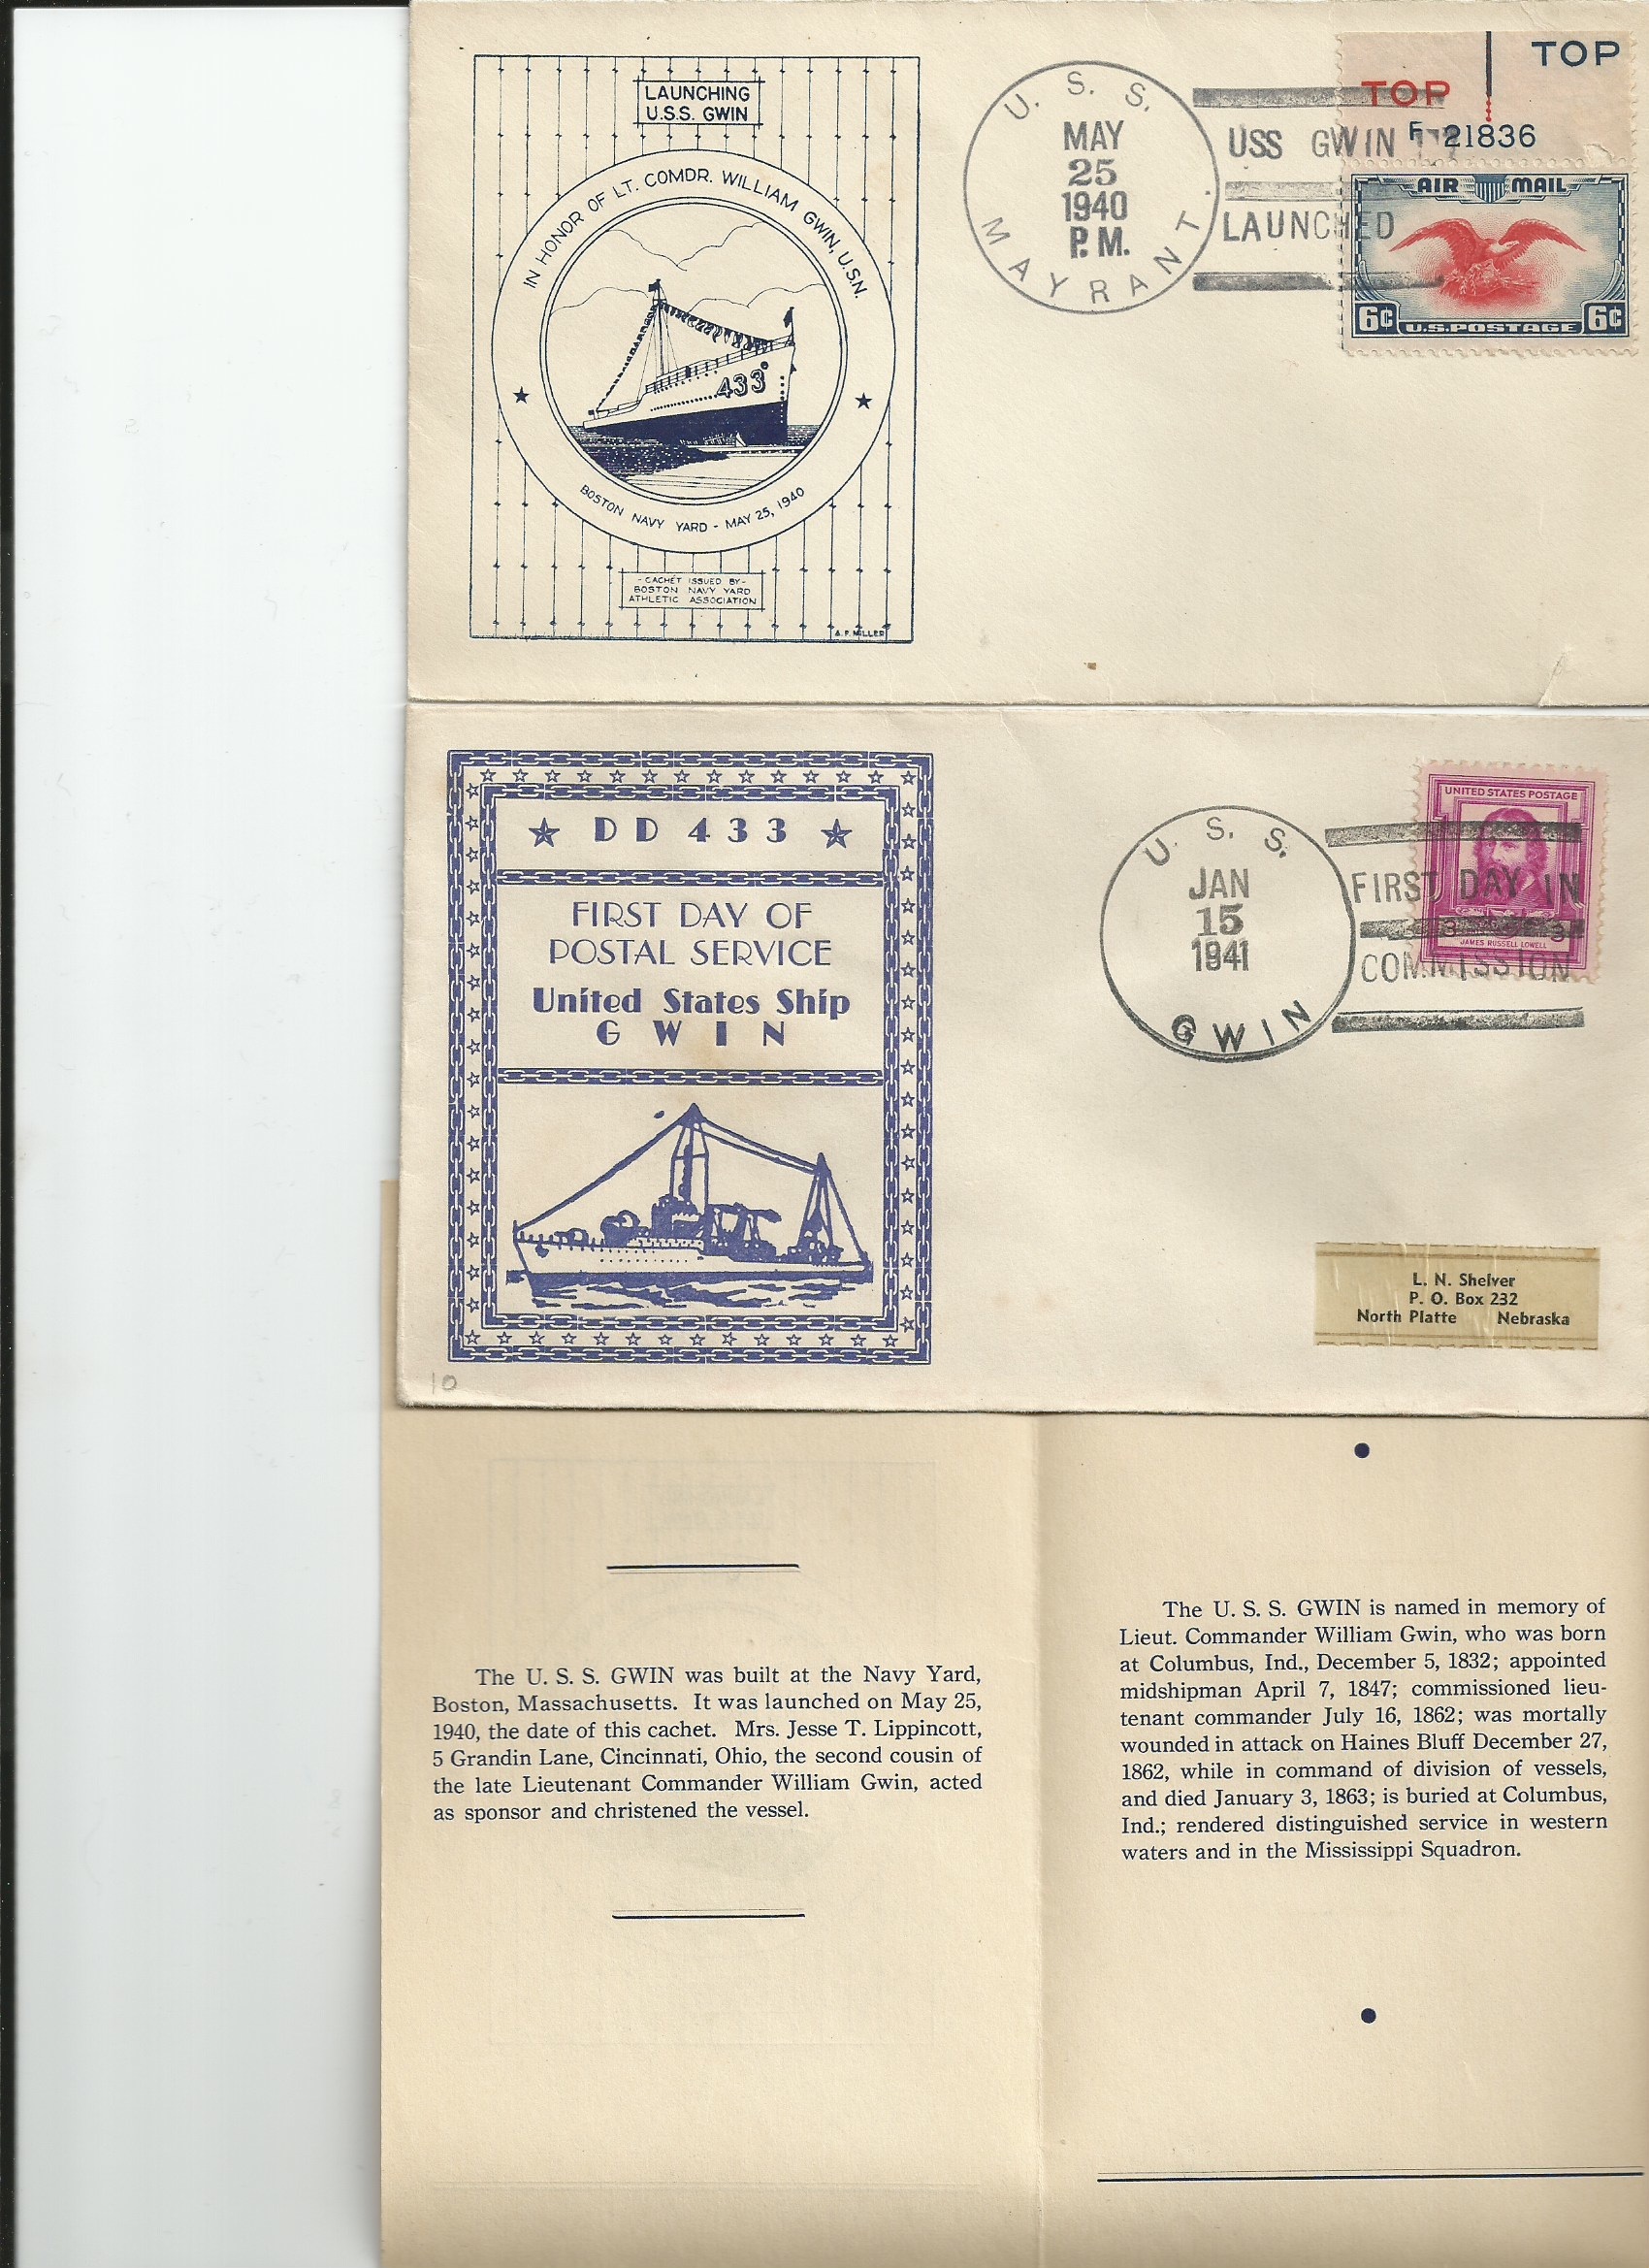 LAUNCHING
U.S.S. GWIN
IN HONOR OF LT. COMDR. WILLIAM GWIN, U.S.N.
433
BOSTON NAVY YARD - MAY 25, 1940
- CACHÉT ISSUED BY -
BOSTON NAVY YARD
ATHLETIC ASSOCIATION
A. F. MILLER
U. S. S.
MAY
25
1940
P.M.
MAYRANT.
USS GWIN
LAUNCHED
TOP
TOP
F 21836
AIR MAIL
6¢ U.S. POSTAGE 6¢
DD 433
FIRST DAY OF
POSTAL SERVICE
United States Ship
GWIN
10
U. S. S.
JAN
15
1941
GWIN
FIRST DAY IN
COMMISSION
UNITED STATES POSTAGE
3 3
JAMES RUSSELL LOWELL
L. N. Shelver
P. O. Box 232
North Platte Nebraska
The U. S. S. GWIN was built at the Navy Yard,
Boston, Massachusetts. It was launched on May 25,
1940, the date of this cachet. Mrs. Jesse T. Lippincott,
5 Grandin Lane, Cincinnati, Ohio, the second cousin of
the late Lieutenant Commander William Gwin, acted
as sponsor and christened the vessel.
The U. S. S. GWIN is named in memory of
Lieut. Commander William Gwin, who was born
at Columbus, Ind., December 5, 1832; appointed
midshipman April 7, 1847; commissioned lieu-
tenant commander July 16, 1862; was mortally
wounded in attack on Haines Bluff December 27,
1862, while in command of division of vessels,
and died January 3, 1863; is buried at Columbus,
Ind.; rendered distinguished service in western
waters and in the Mississippi Squadron.